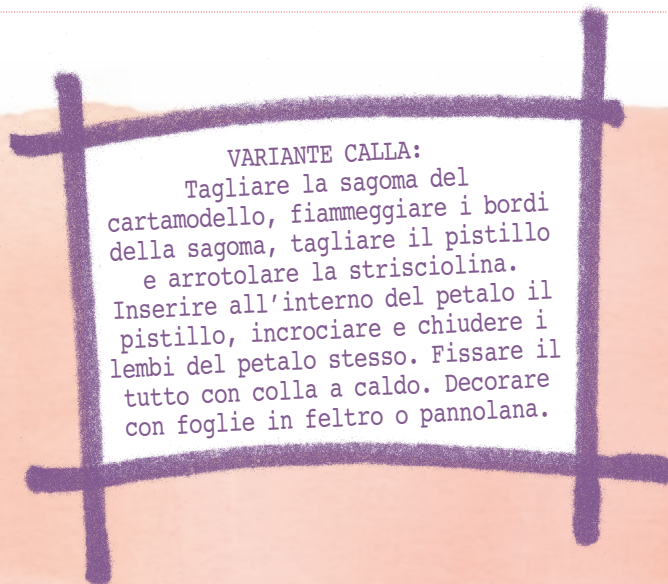 VARIANTE CALLA:
Tagliare la sagoma del
cartamodello, fiammeggiare i bordi
della sagoma, tagliare il pistillo
e arrotolare la strisciolina.
Inserire all'interno del petalo il
pistillo, incrociare e chiudere i
lembi del petalo stesso. Fissare il
tutto con colla a caldo. Decorare
con foglie in feltro o pannolana.